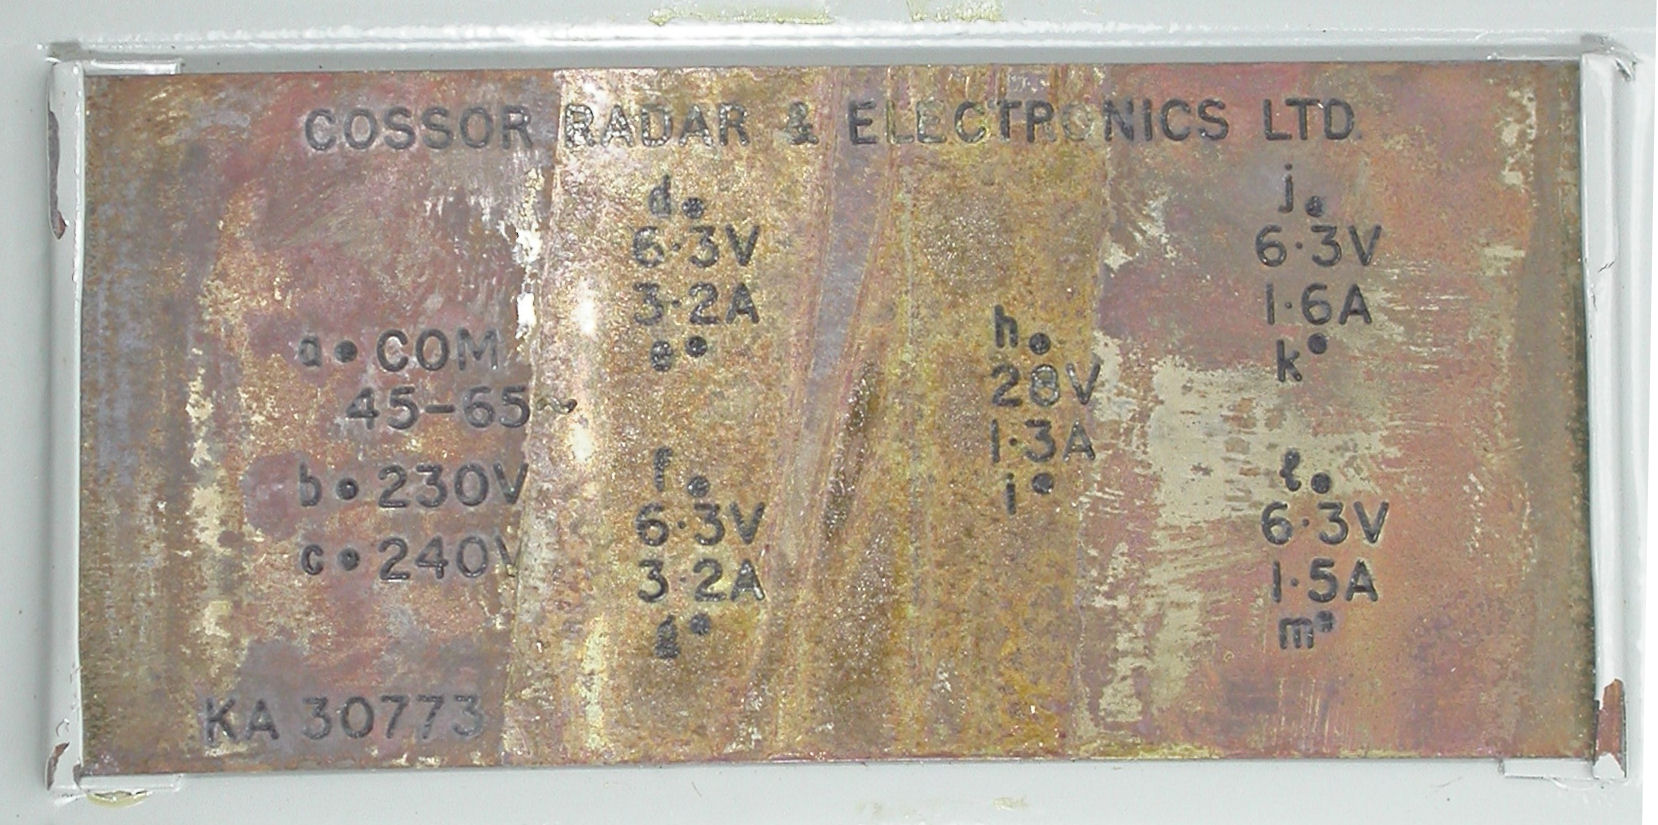 COSSOR RADAR & ELECTRONICS LTD.
a• COM
45-65~
b• 230V
c• 240V
d•
6·3V
3·2A
e•
f•
6·3V
3·2A
g•
h•
28V
1·3A
i•
j•
6·3V
1·6A
k•
ℓ•
6·3V
1·5A
m•
KA 30773